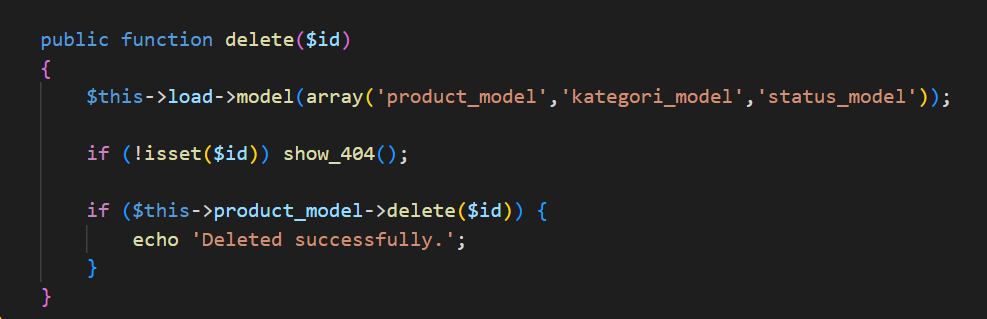 public function delete($id)
{
$this->load->model(array('product_model','kategori_model','status_model'));
if (!isset($id)) show_404();
if ($this->product_model->delete($id)) {
echo 'Deleted successfully.';
}
}